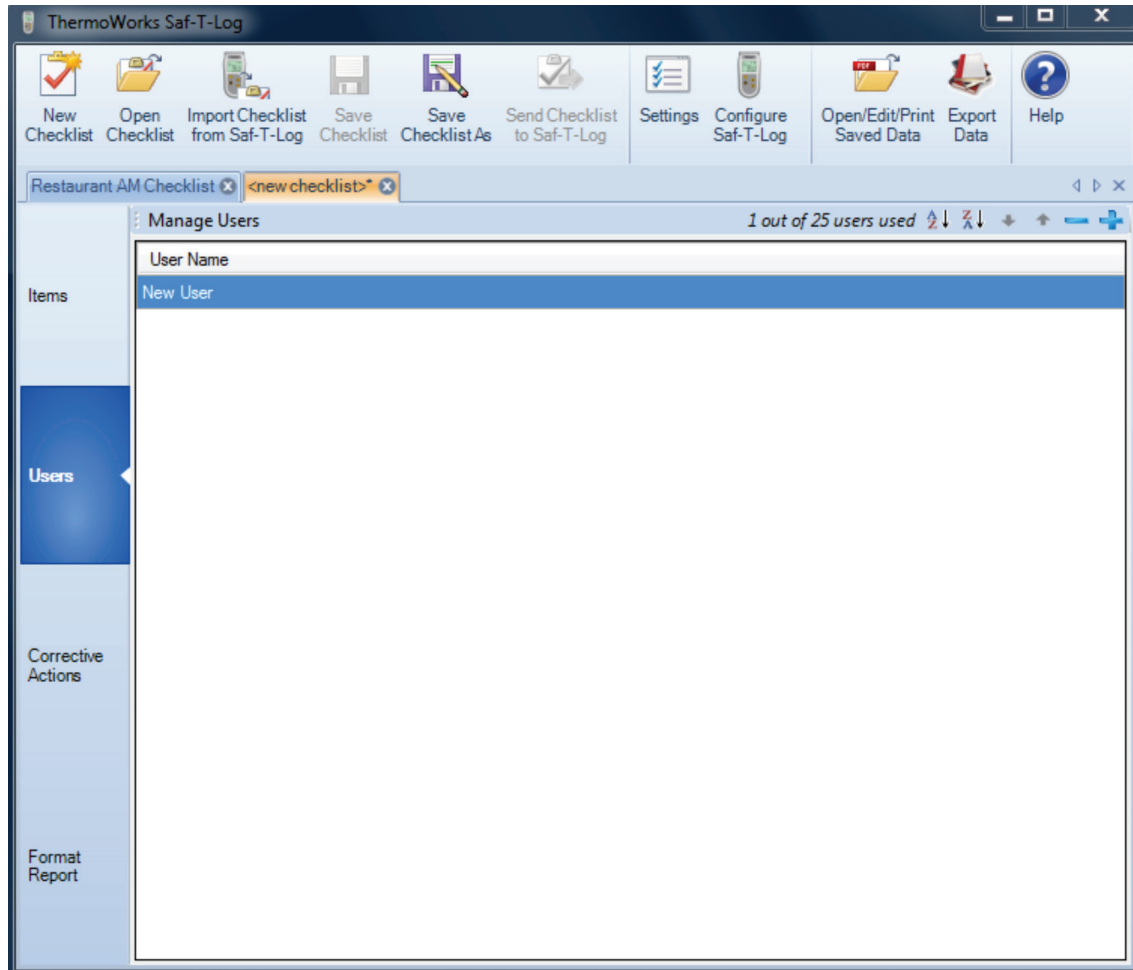 ThermoWorks Saf-T-Log
New Checklist
Open Checklist
Import Checklist from Saf-T-Log
Save Checklist
Save Checklist As
Send Checklist to Saf-T-Log
Settings
Configure Saf-T-Log
Open/Edit/Print Saved Data
Export Data
Help
Restaurant AM Checklist
<new checklist>*
Manage Users
1 out of 25 users used
User Name
New User
Items
Users
Corrective
Actions
Format
Report